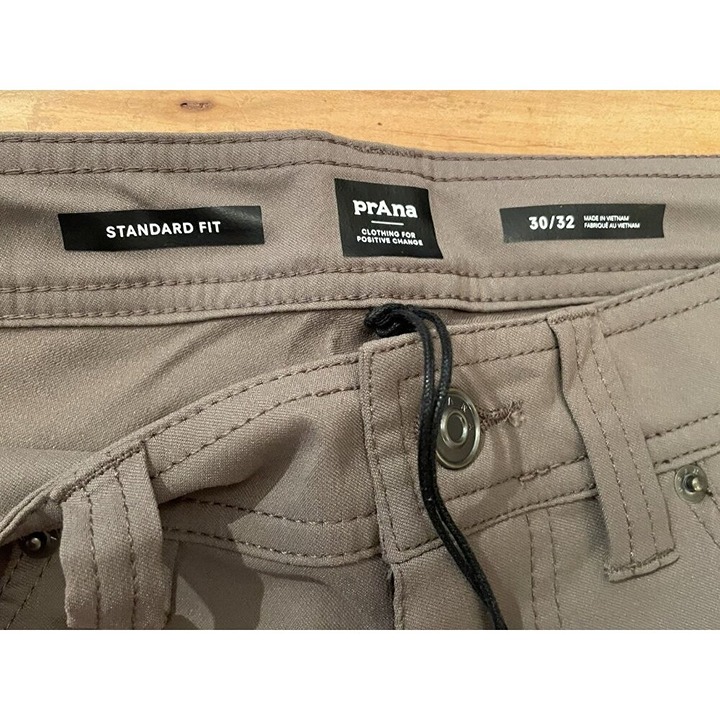 STANDARD FIT
prAna
CLOTHING FOR
POSITIVE CHANGE
30/32
MADE IN VIETNAM
FABRIQUÉ AU VIETNAM